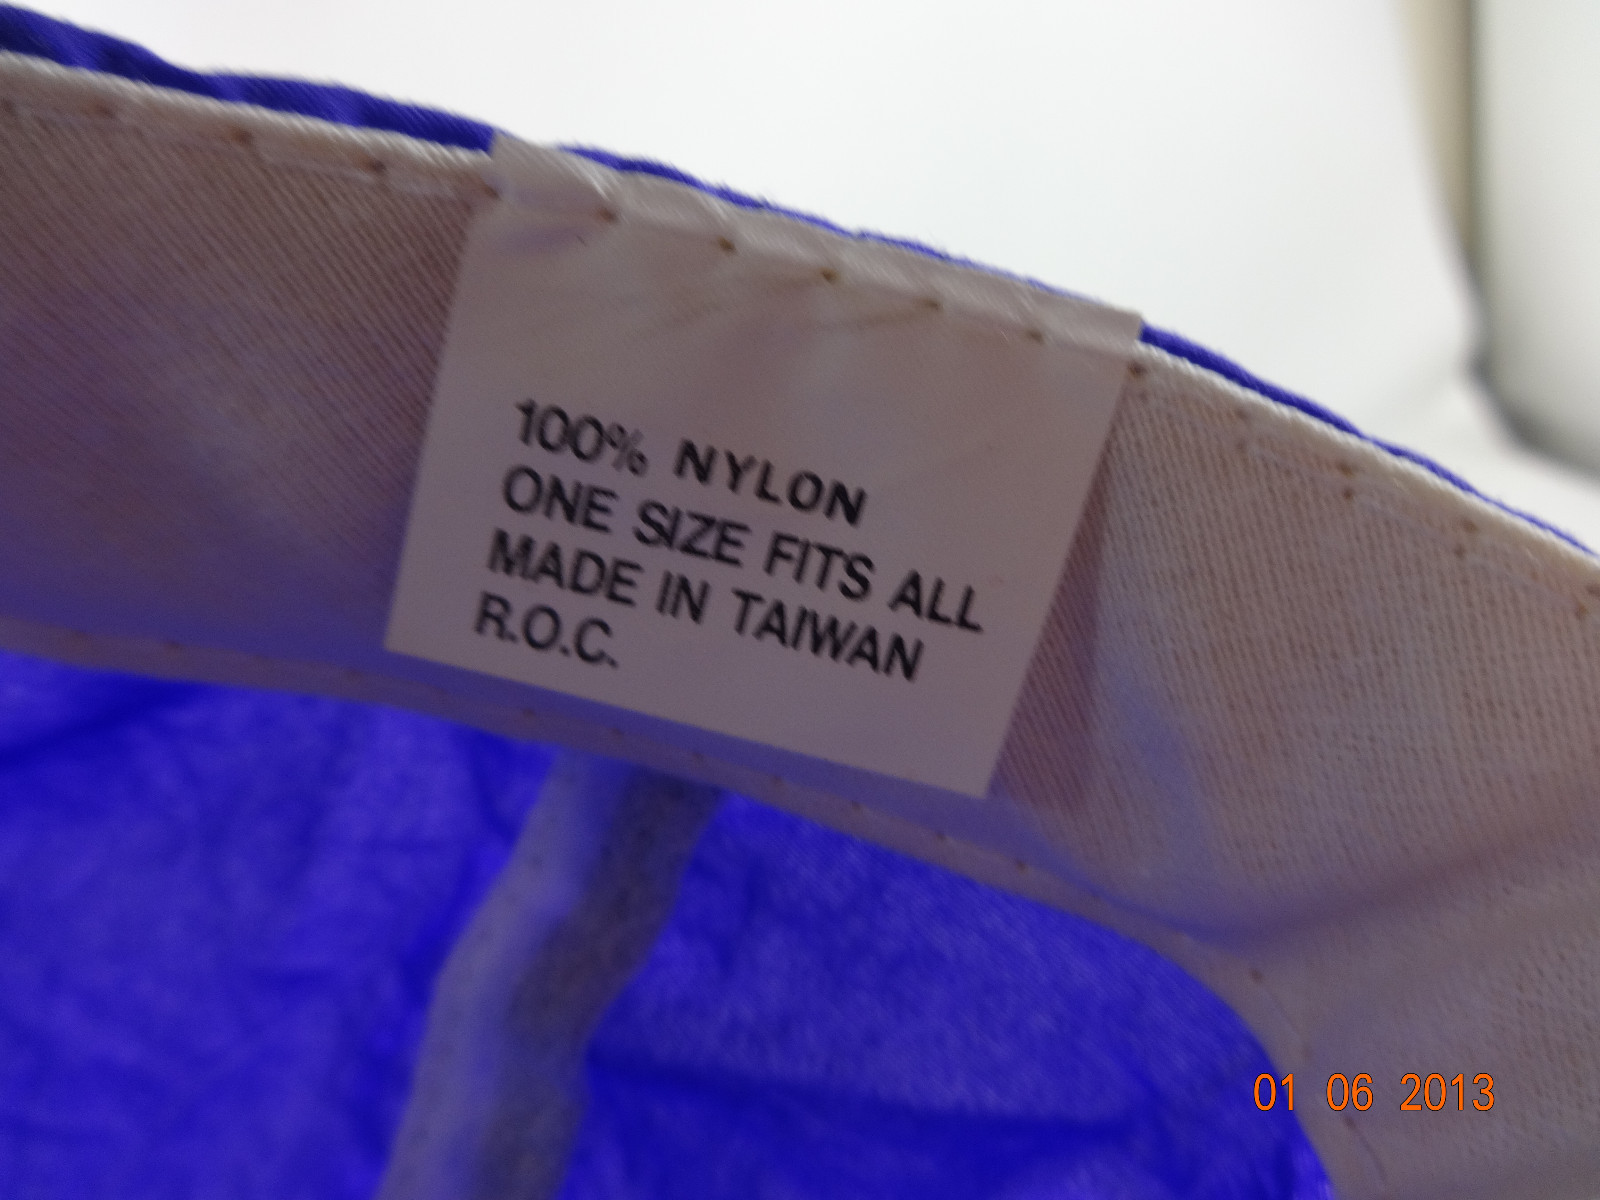 100% NYLON
ONE SIZE FITS ALL
MADE IN TAIWAN
R.O.C.
01 06 2013